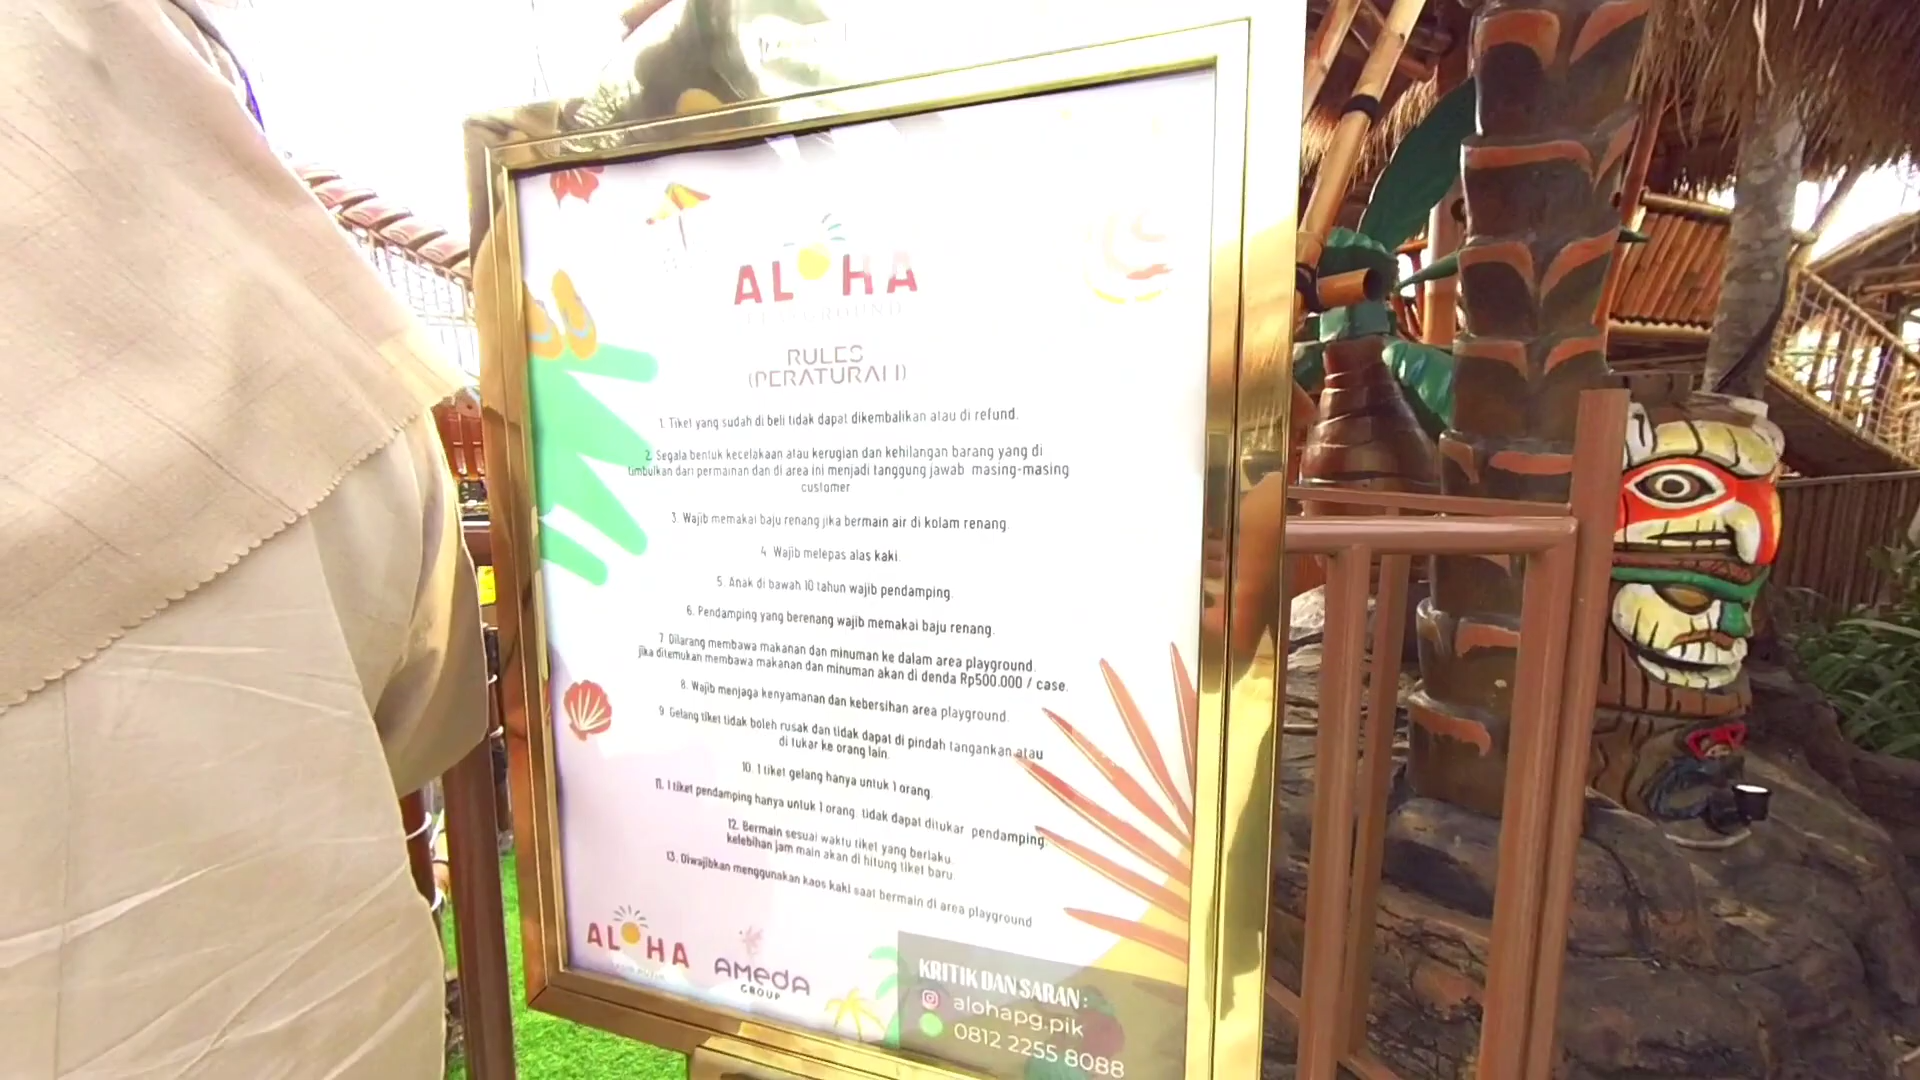 ALOHA
PLAYGROUND
RULES
(PERATURAN)
1. Tiket yang sudah di beli tidak dapat dikembalikan atau di refund.
2. Segala bentuk kecelakaan atau kerugian dan kehilangan barang yang di
timbulkan dari permainan dan di area ini menjadi tanggung jawab masing-masing
customer
3. Wajib memakai baju renang jika bermain air di kolam renang.
4. Wajib melepas alas kaki.
5. Anak di bawah 10 tahun wajib pendamping.
6. Pendamping yang berenang wajib memakai baju renang.
7. Dilarang membawa makanan dan minuman ke dalam area playground.
jika ditemukan membawa makanan dan minuman akan di denda Rp500.000 / case.
8. Wajib menjaga kenyamanan dan kebersihan area playground.
9. Gelang tiket tidak boleh rusak dan tidak dapat di pindah tangankan atau
di tukar ke orang lain.
10. 1 tiket gelang hanya untuk 1 orang.
11. 1 tiket pendamping hanya untuk 1 orang. tidak dapat ditukar pendamping.
12. Bermain sesuai waktu tiket yang berlaku.
kelebihan jam main akan di hitung tiket baru.
13. Diwajibkan menggunakan kaos kaki saat bermain di area playground
ALOHA
AMEDA
GROUP
KRITIK DAN SARAN :
alohapg.pik
0812 2255 8088